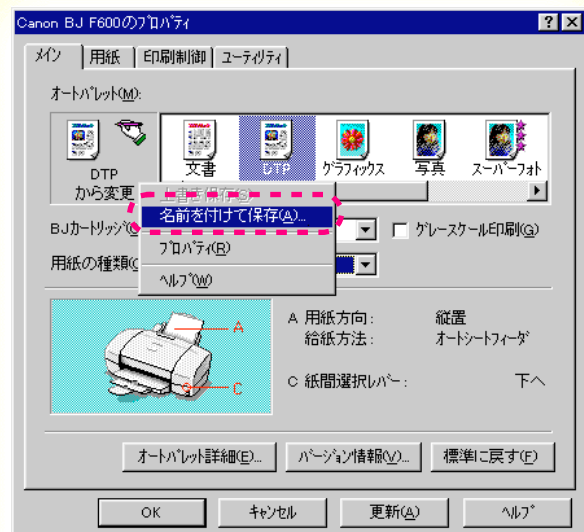 Canon BJ F600のプロパティ
メイン 用紙 印刷制御 ユーティリティ
オートパレット(M):
DTP
から変更
文書 DTP グラフィックス 写真 スーパーフォト
上書き保存(S)
名前を付けて保存(A)...
プロパティ(R)
ヘルプ(W)
BJカートリッジ(
グレースケール印刷(G)
用紙の種類(
A
C
A 用紙方向: 縦置
給紙方法: オートシートフィーダ
C 紙間選択レバー: 下へ
オートパレット詳細(E)... バージョン情報(V)... 標準に戻す(F)
OK キャンセル 更新(A) ヘルプ